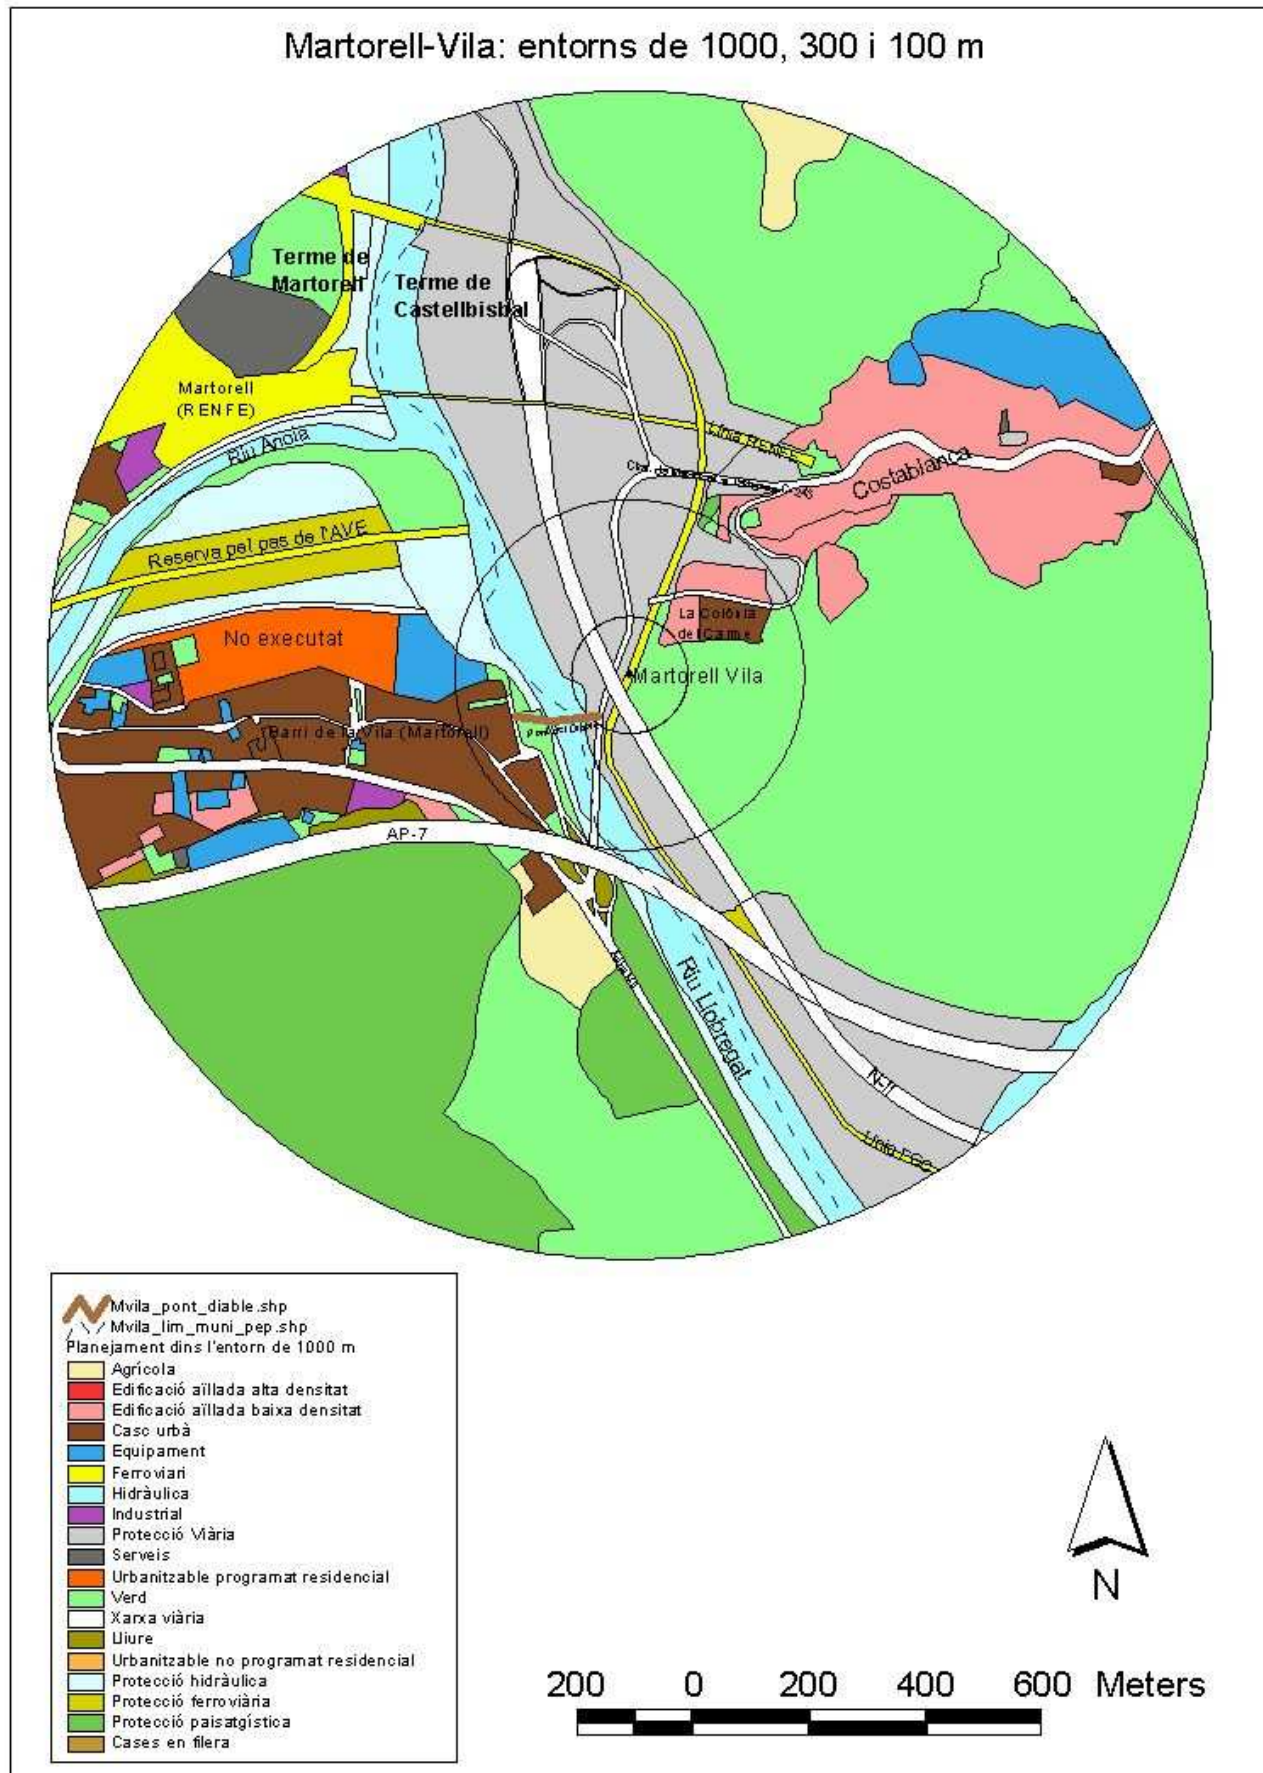 Martorell-Vila: entorns de 1000, 300 i 100 m
Terme de
Martorell
Terme de
Castellbisbal
Martorell
(RENFE)
Riu Anoia
Línia RENFE
Costablanca
Reserva pel pas de l'AVE
No executat
La Colònia
del Carme
Martorell Vila
Barri de la Vila (Martorell)
AP-7
Riu Llobregat
N-II
Línia FGC
Mvila_pont_diable.shp
Mvila_lim_muni_pep.shp
Planejament dins l'entorn de 1000 m
Agrícola
Edificació aïllada alta densitat
Edificació aïllada baixa densitat
Casc urbà
Equipament
Ferroviari
Hidràulica
Industrial
Protecció Viària
Serveis
Urbanitzable programat residencial
Verd
Xarxa viària
Lliure
Urbanitzable no programat residencial
Protecció hidràulica
Protecció ferroviària
Protecció paisatgística
Cases en filera
N
200 0 200 400 600 Meters